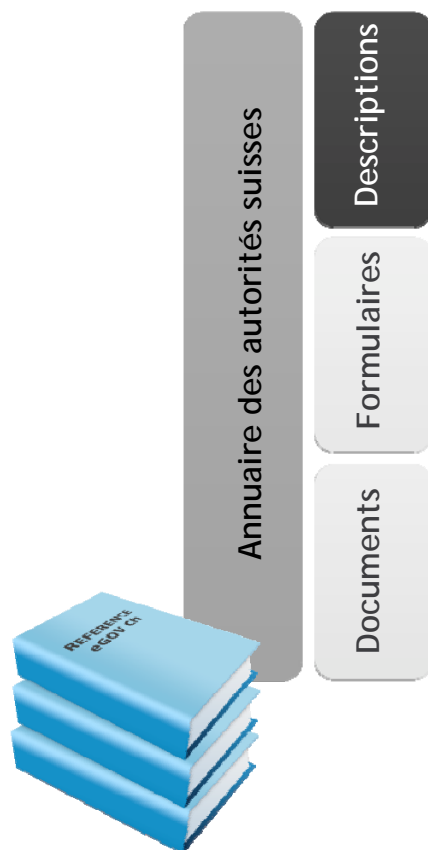 Annuaire des autorités suisses
Descriptions
Formulaires
Documents
REFERENCE
eGOV CH